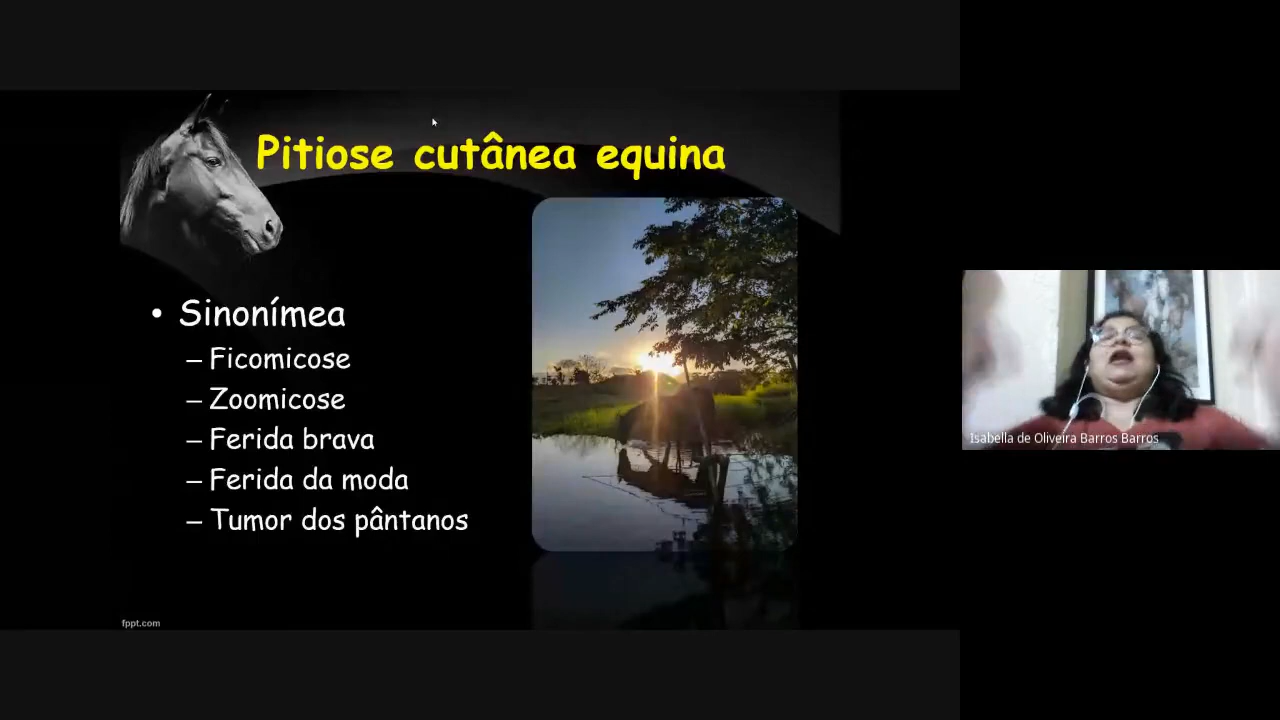 Pitiose cutânea equina
• Sinonímea
– Ficomicose
– Zoomicose
– Ferida brava
– Ferida da moda
– Tumor dos pântanos
fppt.com
Isabella de Oliveira Barros Barros